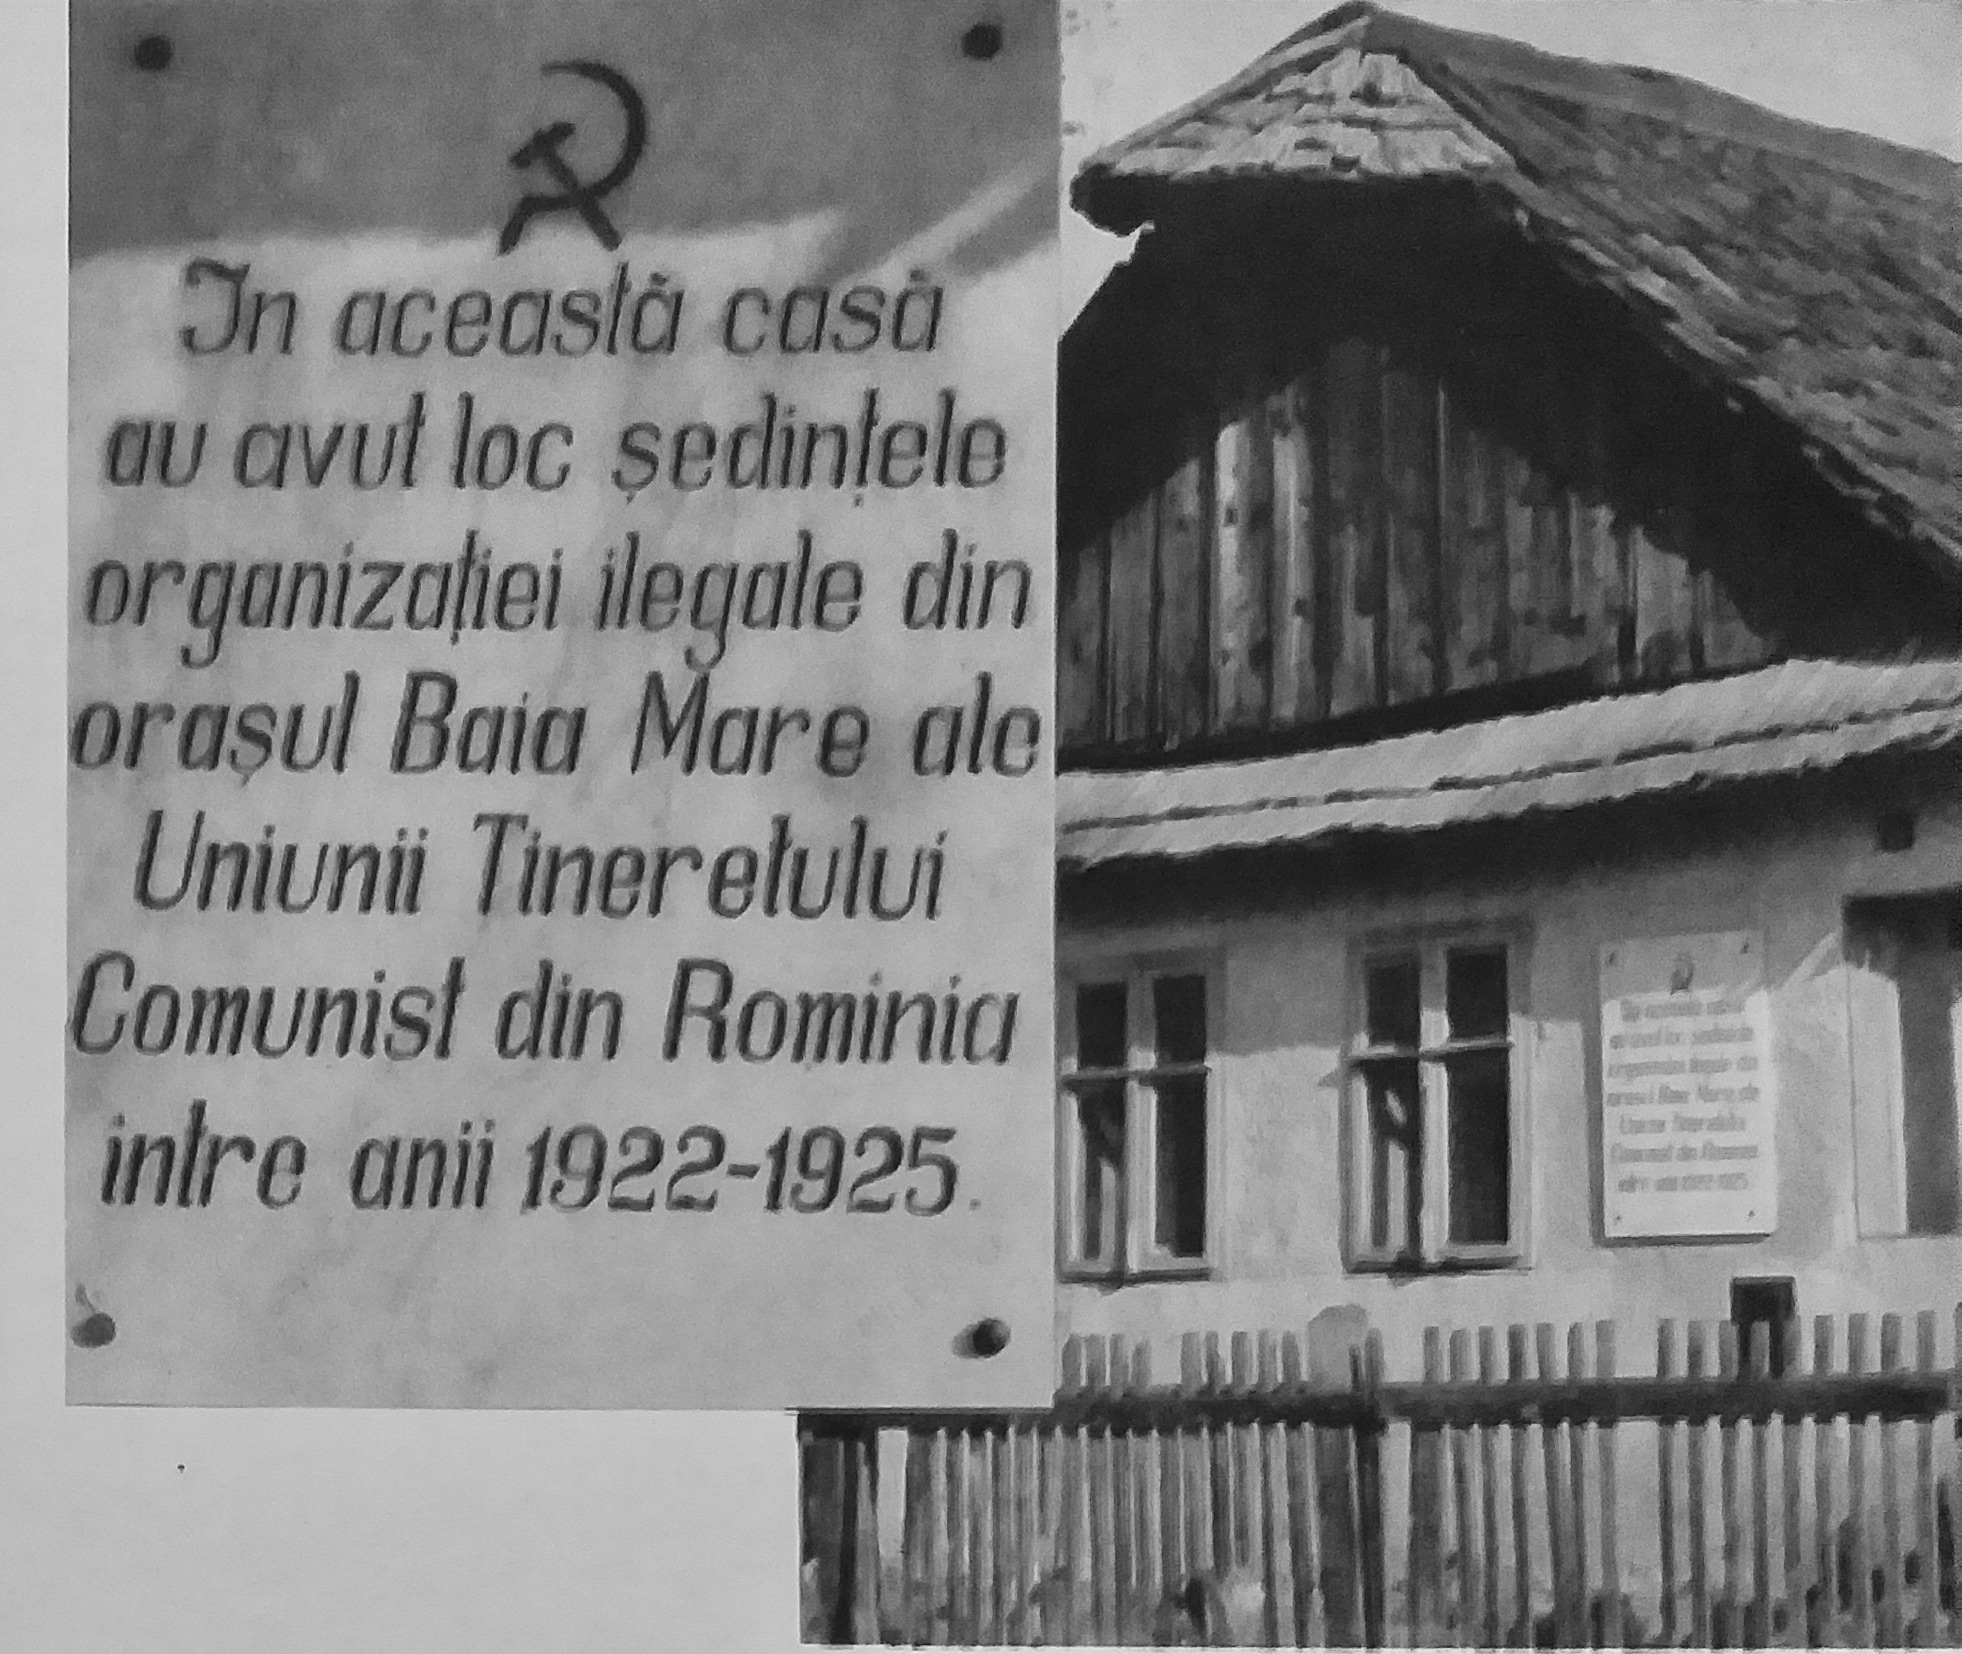 In această casă
au avut loc ședințele
organizației ilegale din
orașul Baia Mare ale
Uniunii Tineretului
Comunist din Rominia
intre anii 1922-1925.